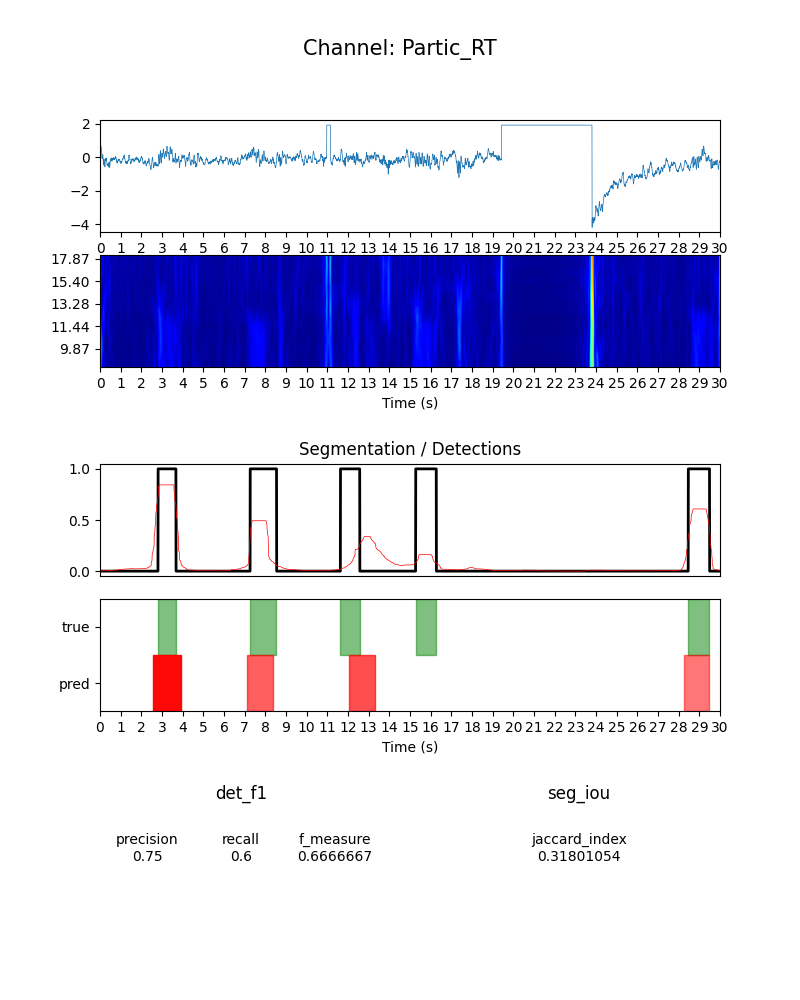 Channel: Partic_RT
2
0
−2
−4
0 1 2 3 4 5 6 7 8 9 10 11 12 13 14 15 16 17 18 19 20 21 22 23 24 25 26 27 28 29 30
17.87
15.40
13.28
11.44
9.87
0 1 2 3 4 5 6 7 8 9 10 11 12 13 14 15 16 17 18 19 20 21 22 23 24 25 26 27 28 29 30
Time (s)
Segmentation / Detections
1.0
0.5
0.0
true
pred
0 1 2 3 4 5 6 7 8 9 10 11 12 13 14 15 16 17 18 19 20 21 22 23 24 25 26 27 28 29 30
Time (s)
det_f1 seg_iou
precision recall f_measure jaccard_index
0.75 0.6 0.6666667 0.31801054